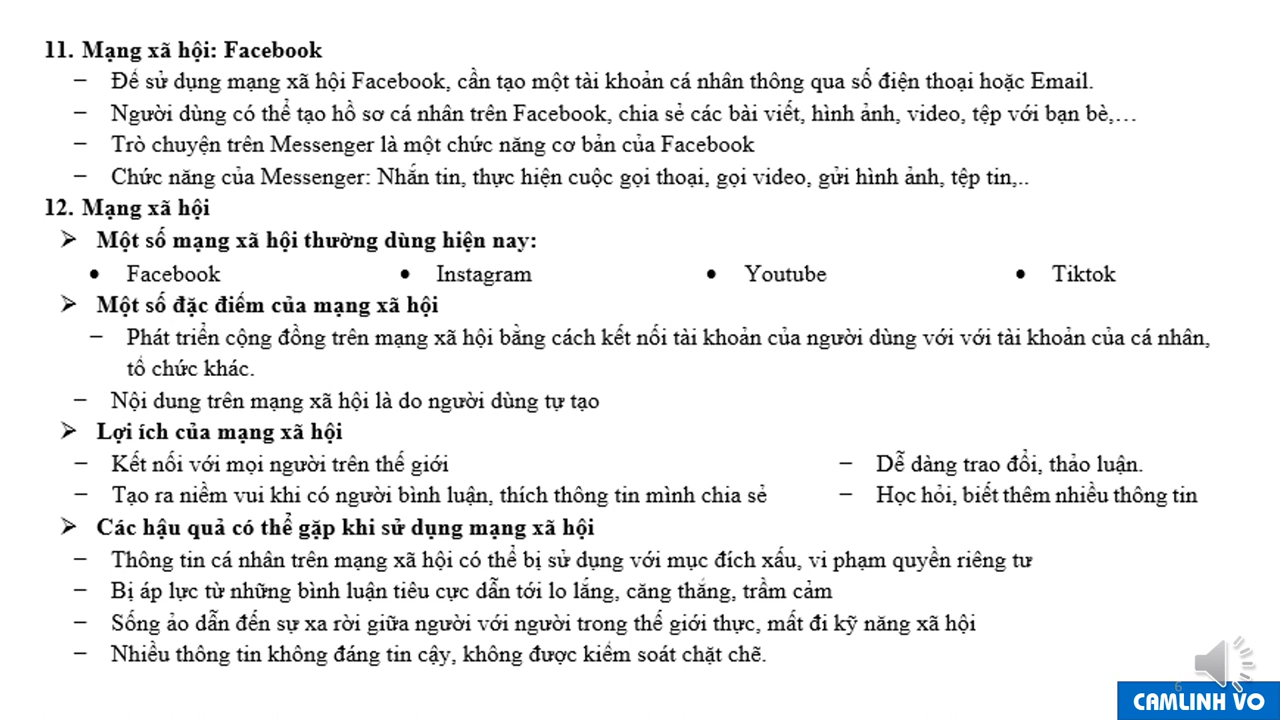 11. Mạng xã hội: Facebook
– Để sử dụng mạng xã hội Facebook, cần tạo một tài khoản cá nhân thông qua số điện thoại hoặc Email.
– Người dùng có thể tạo hồ sơ cá nhân trên Facebook, chia sẻ các bài viết, hình ảnh, video, tệp với bạn bè,…
– Trò chuyện trên Messenger là một chức năng cơ bản của Facebook
– Chức năng của Messenger: Nhắn tin, thực hiện cuộc gọi thoại, gọi video, gửi hình ảnh, tệp tin,..
12. Mạng xã hội
➢ Một số mạng xã hội thường dùng hiện nay:
• Facebook • Instagram • Youtube • Tiktok
➢ Một số đặc điểm của mạng xã hội
– Phát triển cộng đồng trên mạng xã hội bằng cách kết nối tài khoản của người dùng với với tài khoản của cá nhân,
tổ chức khác.
– Nội dung trên mạng xã hội là do người dùng tự tạo
➢ Lợi ích của mạng xã hội
– Kết nối với mọi người trên thế giới – Dễ dàng trao đổi, thảo luận.
– Tạo ra niềm vui khi có người bình luận, thích thông tin mình chia sẻ – Học hỏi, biết thêm nhiều thông tin
➢ Các hậu quả có thể gặp khi sử dụng mạng xã hội
– Thông tin cá nhân trên mạng xã hội có thể bị sử dụng với mục đích xấu, vi phạm quyền riêng tư
– Bị áp lực từ những bình luận tiêu cực dẫn tới lo lắng, căng thẳng, trầm cảm
– Sống ảo dẫn đến sự xa rời giữa người với người trong thế giới thực, mất đi kỹ năng xã hội
– Nhiều thông tin không đáng tin cậy, không được kiểm soát chặt chẽ.
6
CAMLINH VO